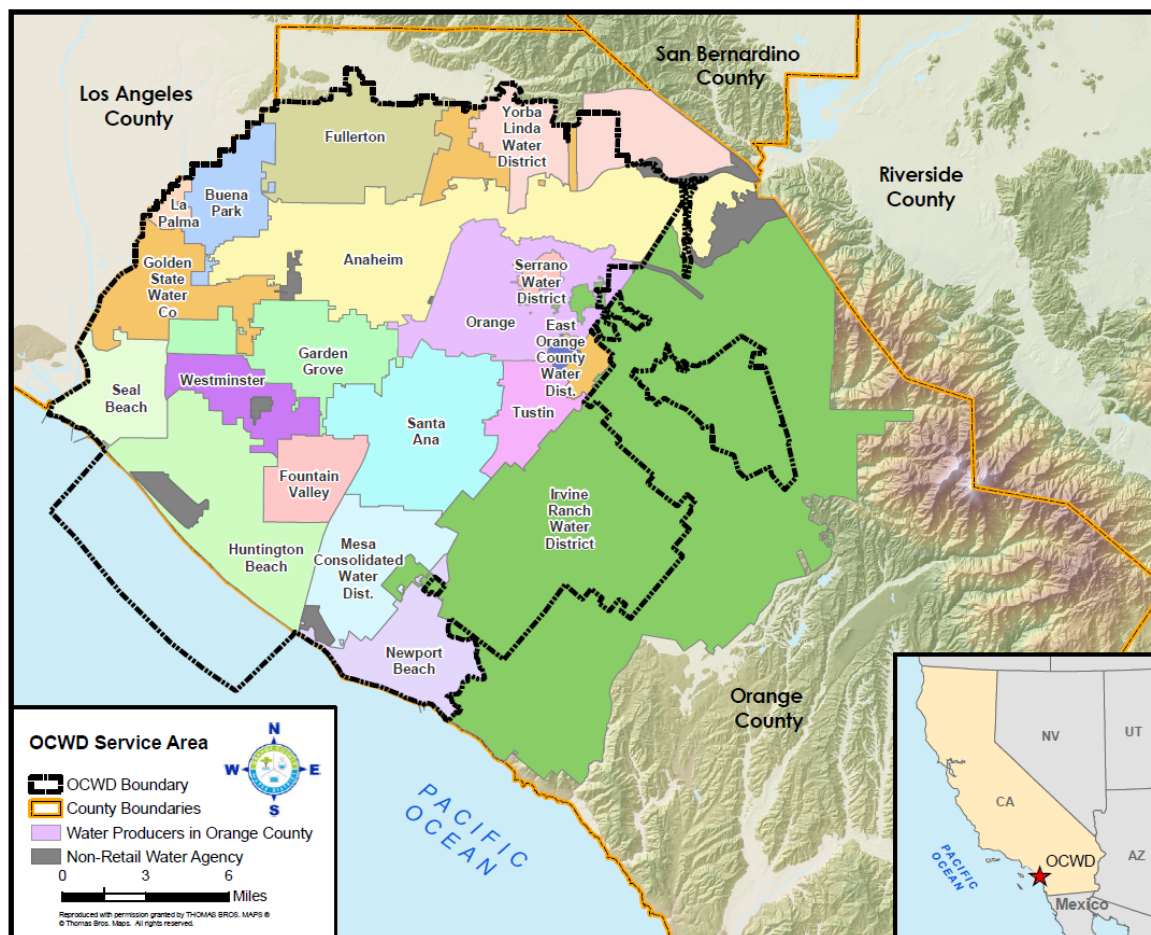 San Bernardino
County
Los Angeles
County
Yorba
Linda
Water
District
Fullerton
Riverside
County
Buena
Park
La
Palma
Anaheim
Golden
State
Water
Co
Serrano
Water
District
Orange
East
Orange
County
Water
Dist.
Garden
Grove
Westminster
Seal
Beach
Tustin
Santa
Ana
Fountain
Valley
Irvine
Ranch
Water
District
Huntington
Beach
Mesa
Consolidated
Water
Dist.
Newport
Beach
Orange
County
PACIFIC
OCEAN
OCWD Service Area
N
W
E
S
OCWD Boundary
County Boundaries
Water Producers in Orange County
Non-Retail Water Agency
0 3 6
Miles
Reproduced with permission granted by THOMAS BROS. MAPS ®
© Thomas Bros. Maps. All rights reserved.
NV
UT
CA
AZ
PACIFIC
OCEAN
OCWD
Mexico